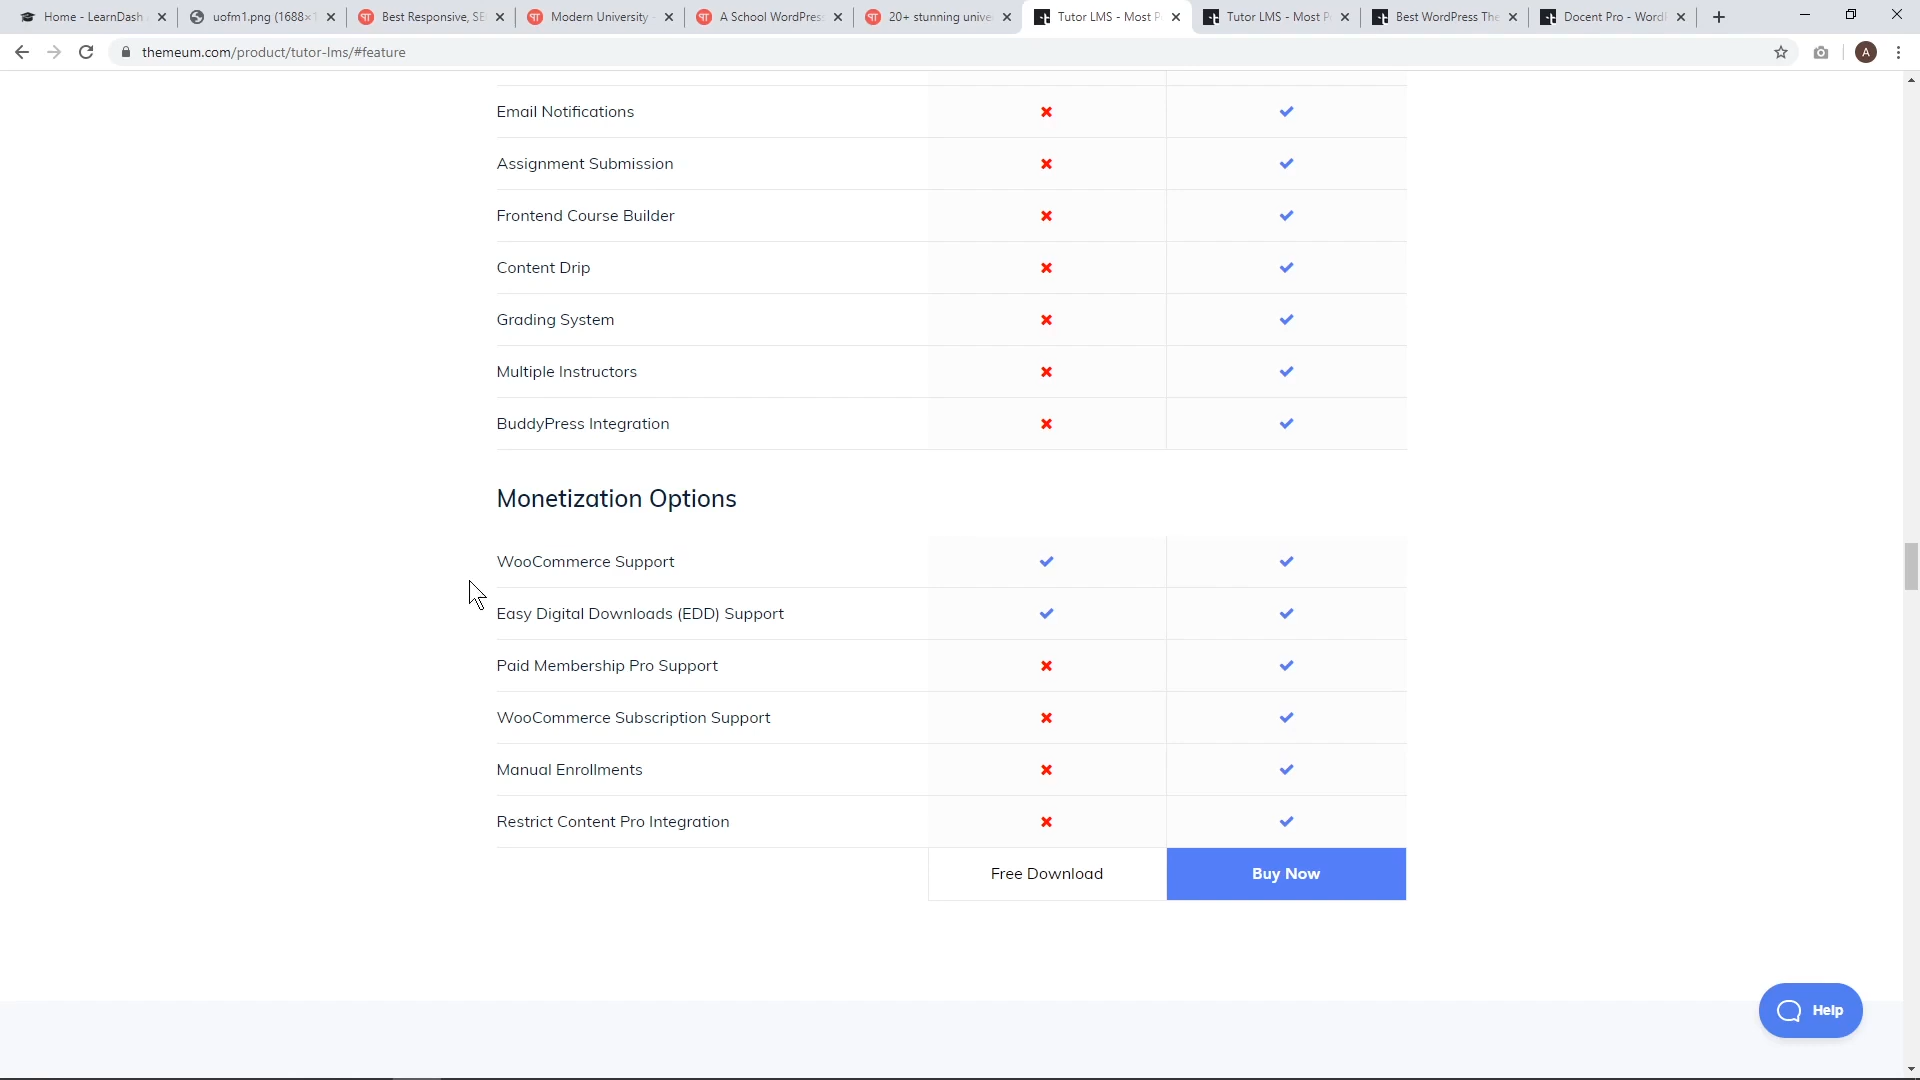 Home - LearnDash
uofm1.png (1688×1
Best Responsive, SE
Modern University -
A School WordPress
20+ stunning unive
Tutor LMS - Most P
Tutor LMS - Most P
Best WordPress The
Docent Pro - Word
themeum.com/product/tutor-lms/#feature
A
Email Notifications
Assignment Submission
Frontend Course Builder
Content Drip
Grading System
Multiple Instructors
BuddyPress Integration
Monetization Options
WooCommerce Support
Easy Digital Downloads (EDD) Support
Paid Membership Pro Support
WooCommerce Subscription Support
Manual Enrollments
Restrict Content Pro Integration
Free Download
Buy Now
Help